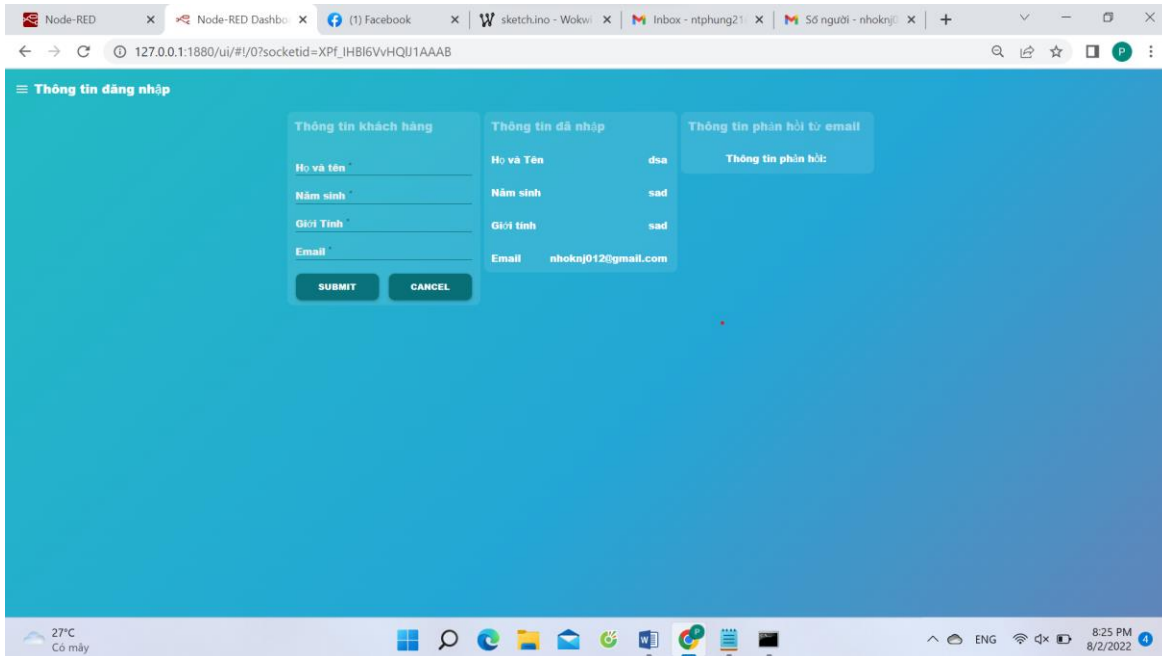 Node-RED
Node-RED Dashbo
(1) Facebook
sketch.ino - Wokwi
Inbox - ntphung21
Số người - nhoknj
127.0.0.1:1880/ui/#!/0?socketid=XPf_IHBl6VvHQU1AAAB
P
Thông tin đăng nhập
Thông tin khách hàng
Họ và tên *
Năm sinh *
Giới Tính *
Email *
SUBMIT CANCEL
Thông tin đã nhập
Họ và Tên dsa
Năm sinh sad
Giới tính sad
Email nhoknj012@gmail.com
Thông tin phản hồi từ email
Thông tin phản hồi:
27°C
Có mây
ENG
8:25 PM
8/2/2022
4